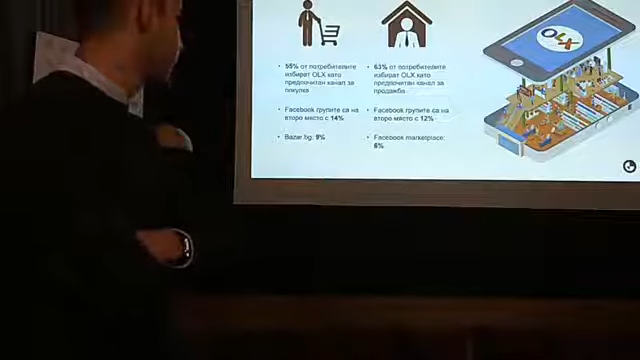 • 55% от потребителите
избират OLX като
предпочитан канал за
покупка
• Facebook групите са на
второ място с 14%
• Bazar.bg: 9%
• 63% от потребителите
избират OLX като
предпочитан канал за
продажба
• Facebook групите са на
второ място с 12%
• Facebook marketplace:
6%
OLX